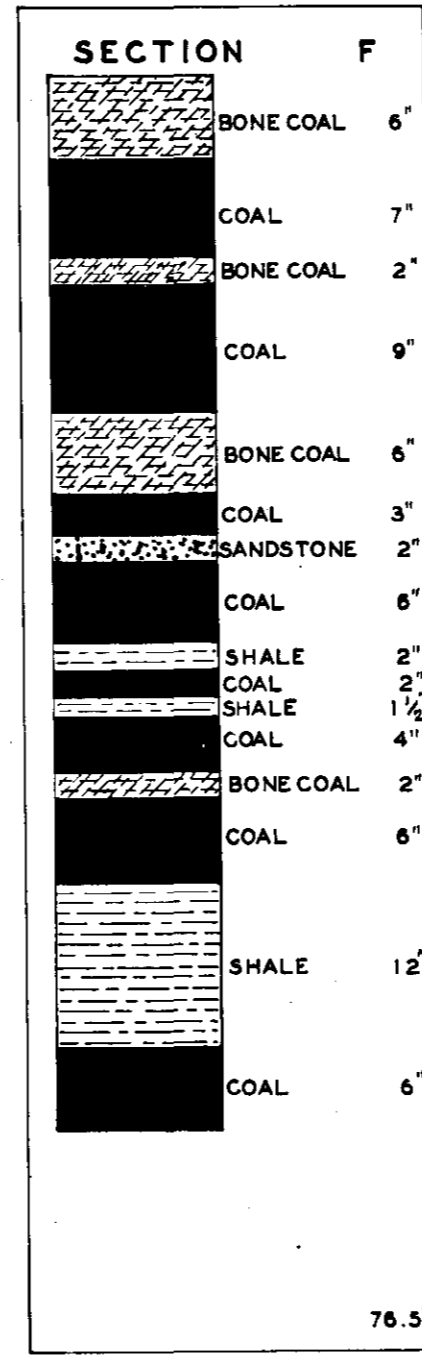 SECTION F
BONE COAL 6"
COAL 7"
BONE COAL 2"
COAL 9"
BONE COAL 6"
COAL 3"
SANDSTONE 2"
COAL 6"
SHALE 2"
COAL 2"
SHALE 1½
COAL 4"
BONE COAL 2"
COAL 6"
SHALE 12"
COAL 6"
76.5